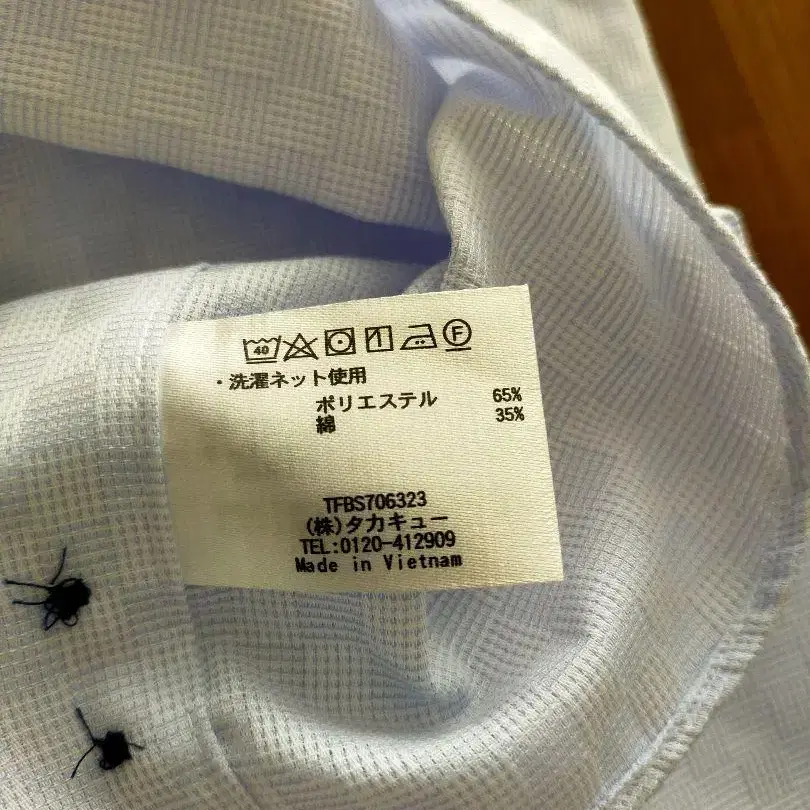 40 F
・洗濯ネット使用
ポリエステル 65%
綿 35%
TFBS706323
(株)タカキュー
TEL:0120-412909
Made in Vietnam